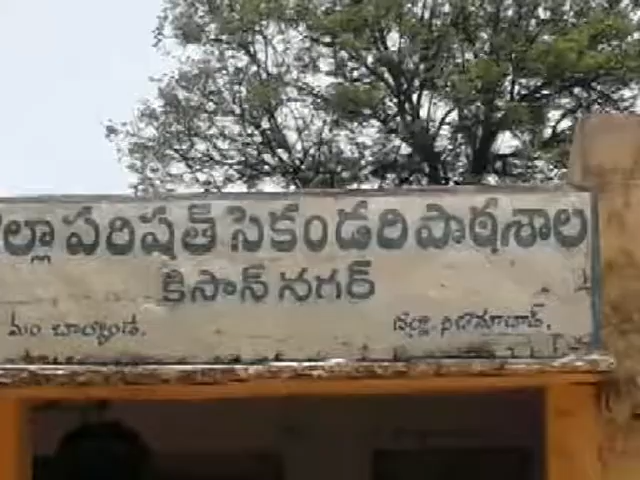 ల్లా పరిషత్ సెకండరి పాఠశాల
కిసాన్ నగర్
మం బాల్కొండ. జిల్లా నిజామాబాద్.